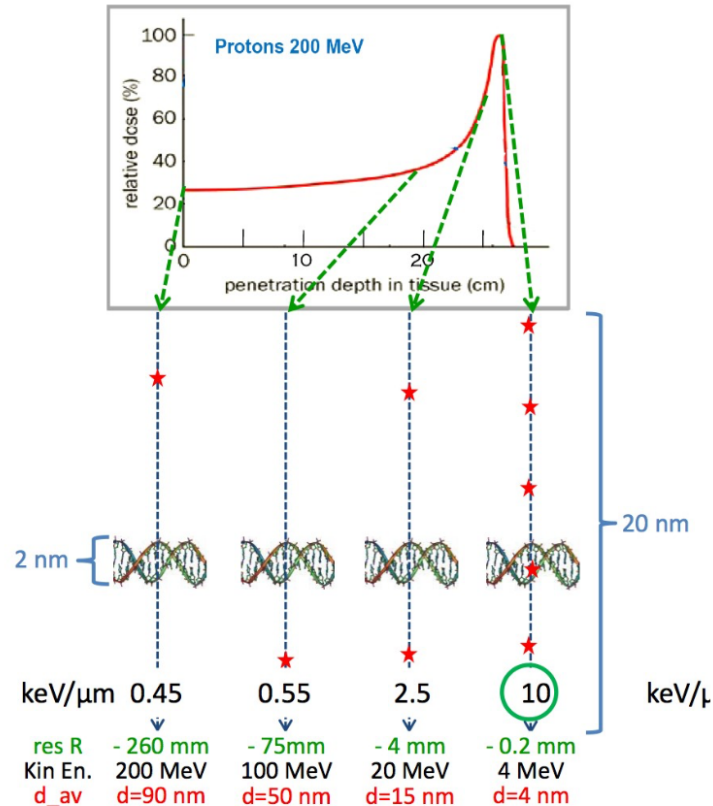 Protons 200 MeV
relative dose (%)
100
80
60
40
20
0
0 10 20
penetration depth in tissue (cm)
20 nm
2 nm
keV/μm 0.45 0.55 2.5 10 keV/μ
res R - 260 mm - 75mm - 4 mm - 0.2 mm
Kin En. 200 MeV 100 MeV 20 MeV 4 MeV
d_av d=90 nm d=50 nm d=15 nm d=4 nm